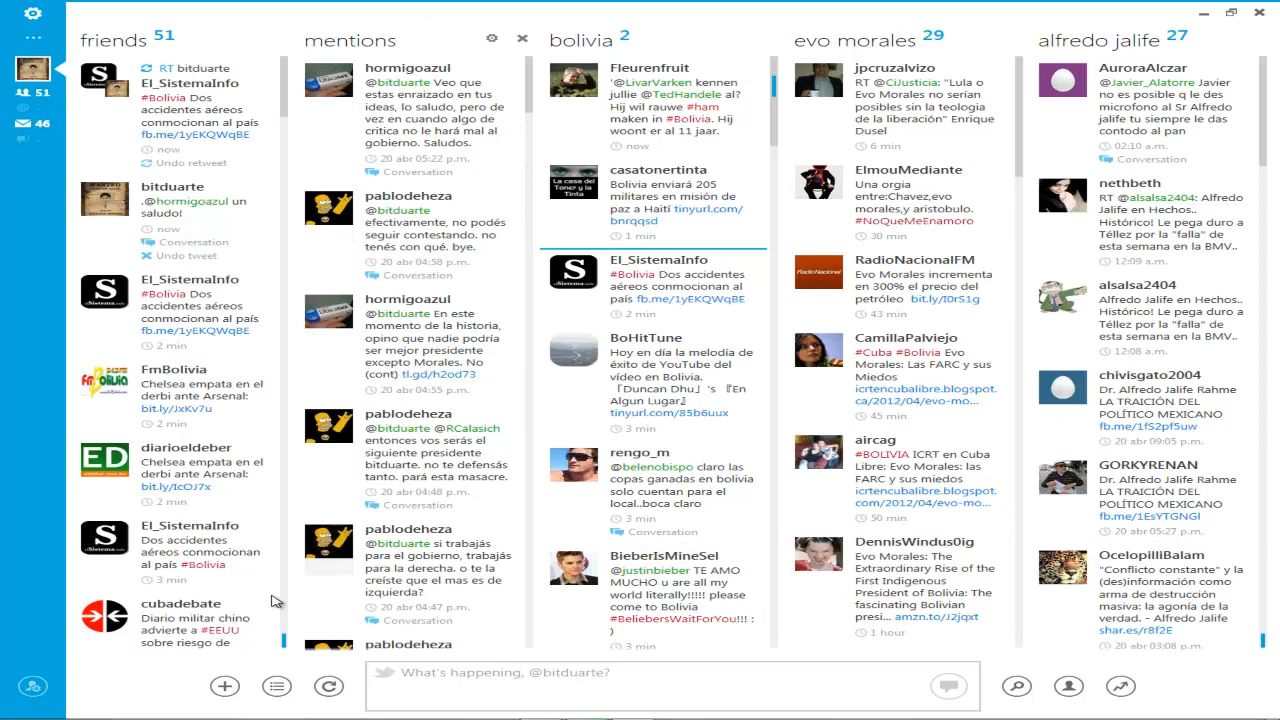 51
46
friends 51
RT bitduarte
El_SistemaInfo
#Bolivia Dos
accidentes aéreos
conmocionan al país
fb.me/1yEKQWqBE
now
Undo retweet
bitduarte
.@hormigoazul un
saludo!
now
Conversation
Undo tweet
El_SistemaInfo
#Bolivia Dos
accidentes aéreos
conmocionan al país
fb.me/1yEKQWqBE
2 min
FmBolivia
Chelsea empata en el
derbi ante Arsenal:
bit.ly/JxKv7u
2 min
diarioeldeber
Chelsea empata en el
derbi ante Arsenal:
bit.ly/IcOJ7x
2 min
El_SistemaInfo
Dos accidentes
aéreos conmocionan
al país #Bolivia
3 min
cubadebate
Diario militar chino
advierte a #EEUU
sobre riesgo de
mentions
hormigoazul
@bitduarte Veo que
estas enraizado en tus
ideas, lo saludo, pero de
vez en cuando algo de
critica no le hará mal al
gobierno. Saludos.
20 abr 05:22 p.m.
Conversation
pablodeheza
@bitduarte
efectivamente, no podés
seguir contestando. no
tenés con qué. bye.
20 abr 04:58 p.m.
Conversation
hormigoazul
@bitduarte En este
momento de la historia,
opino que nadie podría
ser mejor presidente
excepto Morales. No
(cont) tl.gd/h2od73
20 abr 04:55 p.m.
pablodeheza
@bitduarte @RCalasich
entonces vos serás el
siguiente presidente
bitduarte. no te defensás
tanto. pará esta masacre.
20 abr 04:48 p.m.
Conversation
pablodeheza
@bitduarte si trabajás
para el gobierno, trabajás
para la derecha. o te la
creíste que el mas es de
izquierda?
20 abr 04:47 p.m.
Conversation
pablodeheza
bolivia 2
Fleurenfruit
'@LivarVarken kennen
jullie @TedHandele al?
Hij wil rauwe #ham
maken in #Bolivia. Hij
woont er al 11 jaar.
now
casatonertinta
Bolivia enviará 205
militares en misión de
paz a Haití tinyurl.com/
bnrqqsd
1 min
El_SistemaInfo
#Bolivia Dos accidentes
aéreos conmocionan al
país fb.me/1yEKQWqBE
2 min
BoHitTune
Hoy en día la melodía de
éxito de YouTube del
vídeo en Bolivia.
「Duncan Dhu」's 『En
Algun Lugar』
tinyurl.com/85b6uux
3 min
rengo_m
@belenobispo claro las
copas ganadas en bolivia
solo cuentan para el
local..boca claro
3 min
Conversation
BieberIsMineSel
@justinbieber TE AMO
MUCHO u are all my
world literally!!!!! please
come to Bolivia
#BeliebersWaitForYou!!! :
)
3 min
evo morales 29
jpcruzalvizo
RT @CiJusticia: "Lula o
Evo Morales no serían
posibles sin la teologia
de la liberación" Enrique
Dusel
6 min
ElmouMediante
Una orgia
entre:Chavez,evo
morales,y aristobulo.
#NoQueMeEnamoro
30 min
RadioNacionalFM
Evo Morales incrementa
en 300% el precio del
petróleo bit.ly/I0rS1g
43 min
CamillaPalviejo
#Cuba #Bolivia Evo
Morales: Las FARC y sus
Miedos
icrtencubalibre.blogspot.
ca/2012/04/evo-mo...
45 min
aircag
#BOLIVIA ICRT en Cuba
Libre: Evo Morales: las
FARC y sus miedos
icrtencubalibre.blogspot.
com/2012/04/evo-mo...
50 min
DennisWindus0ig
Evo Morales: The
Extraordinary Rise of the
First Indigenous
President of Bolivia: The
fascinating Bolivian
presi... amzn.to/J2jqxt
1 hour
alfredo jalife 27
AuroraAlczar
@Javier_Alatorre Javier
no es posible q le des
microfono al Sr Alfredo
jalife tu siempre le das
contodo al pan
02:10 a.m.
Conversation
nethbeth
RT @alsalsa2404: Alfredo
Jalife en Hechos..
Histórico! Le pega duro a
Téllez por la "falla" de
esta semana en la BMV..
12:09 a.m.
alsalsa2404
Alfredo Jalife en Hechos..
Histórico! Le pega duro a
Téllez por la "falla" de
esta semana en la BMV..
12:08 a.m.
chivisgato2004
Dr. Alfredo Jalife Rahme
LA TRAICIÓN DEL
POLÍTICO MEXICANO
fb.me/1fS2pf5uw
20 abr 09:05 p.m.
GORKYRENAN
Dr. Alfredo Jalife Rahme
LA TRAICIÓN DEL
POLÍTICO MEXICANO
fb.me/1EsYTGNGl
20 abr 05:27 p.m.
OcelopilliBalam
"Conflicto constante" y la
(des)información como
arma de destrucción
masiva: la agonía de la
verdad. - Alfredo Jalife
shar.es/r8f2E
20 abr 03:08 p.m.
What's happening, @bitduarte?